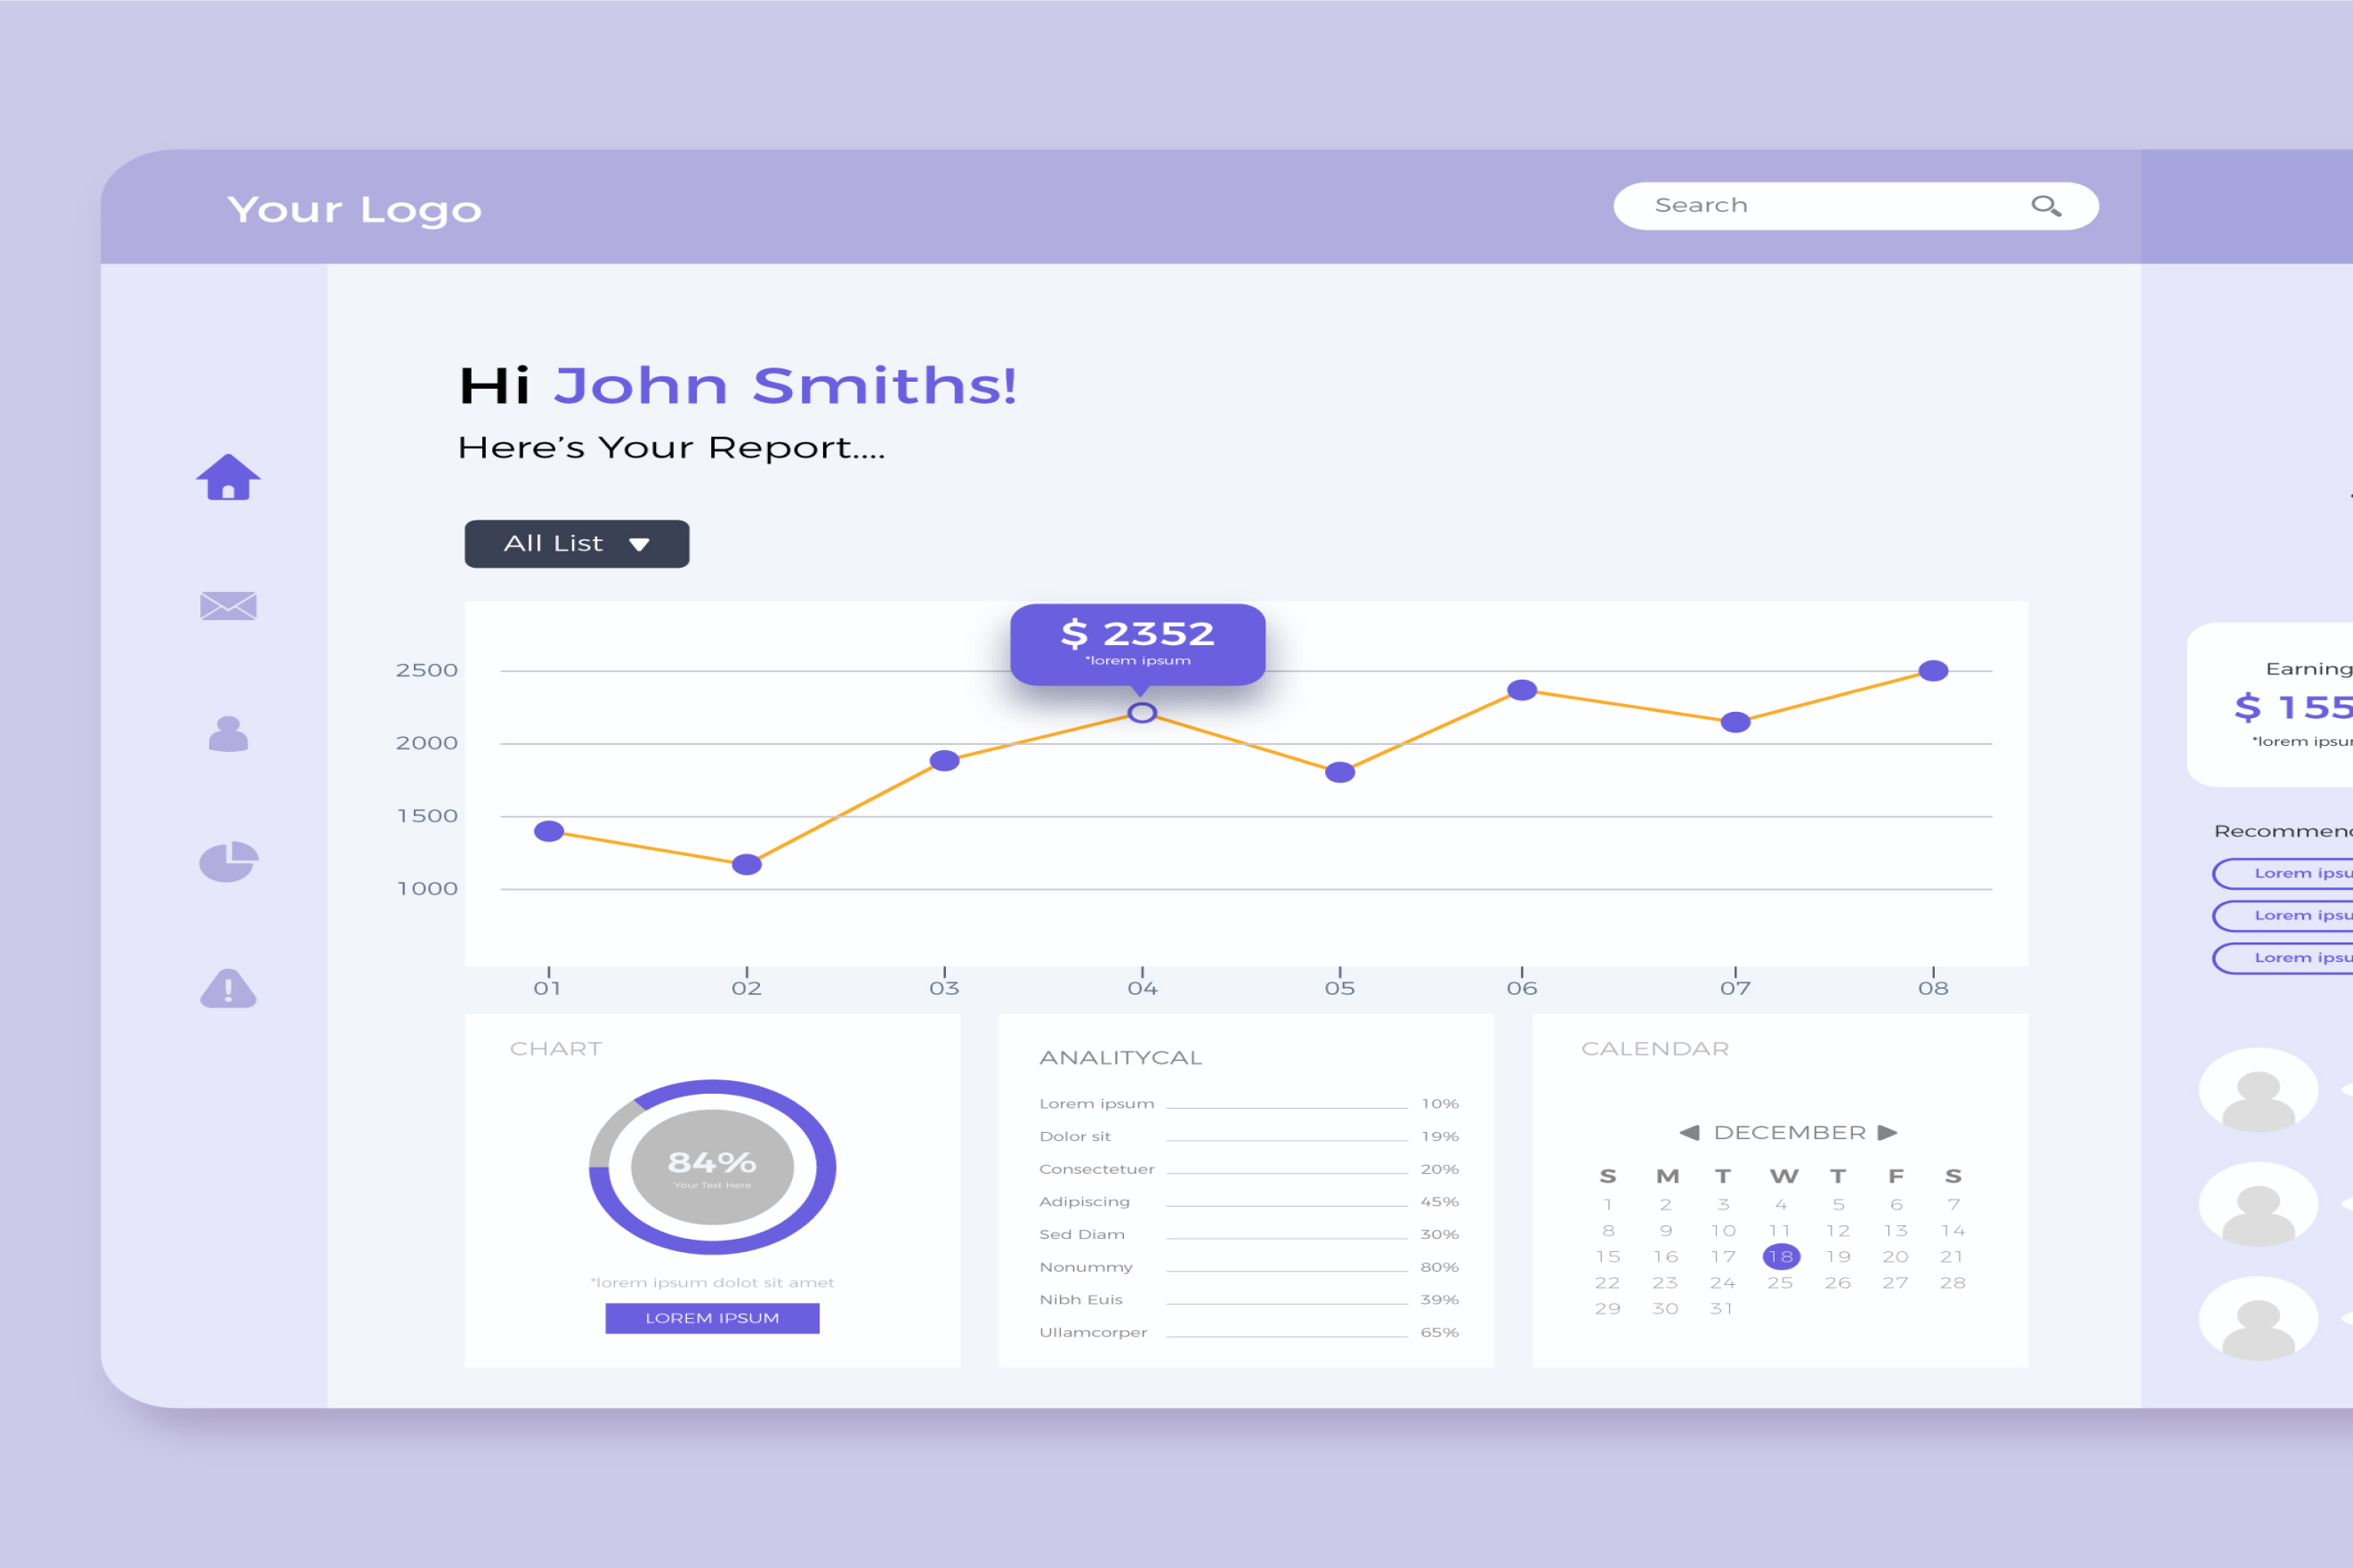 Your Logo
Search
Hi John Smiths!
Here's Your Report....
All List
$ 2352
*lorem ipsum
2500
2000
1500
1000
01 02 03 04 05 06 07 08
CHART
84%
Your Text Here
*lorem ipsum dolot sit amet
LOREM IPSUM
ANALITYCAL
Lorem ipsum 10%
Dolor sit 19%
Consectetuer 20%
Adipiscing 45%
Sed Diam 30%
Nonummy 80%
Nibh Euis 39%
Ullamcorper 65%
CALENDAR
DECEMBER
S M T W T F S
1 2 3 4 5 6 7
8 9 10 11 12 13 14
15 16 17 18 19 20 21
22 23 24 25 26 27 28
29 30 31
Earning
$ 155
*lorem ipsu
Recommen
Lorem ipsu
Lorem ipsu
Lorem ipsu